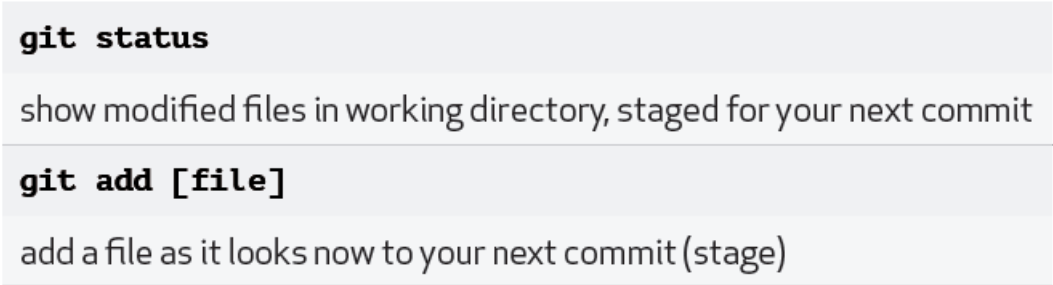 git status
show modified files in working directory, staged for your next commit
git add [file]
add a file as it looks now to your next commit (stage)